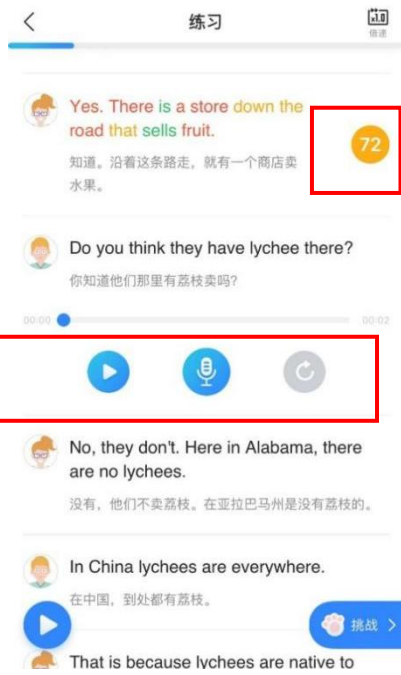 练习
x1.0
倍速
Yes. There is a store down the
road that sells fruit.
72
知道。沿着这条路走，就有一个商店卖
水果。
Do you think they have lychee there?
你知道他们那里有荔枝卖吗?
00:00
00:02
No, they don't. Here in Alabama, there
are no lychees.
没有，他们不卖荔枝。在亚拉巴马州是没有荔枝的。
In China lychees are everywhere.
在中国，到处都有荔枝。
挑战
That is because lychees are native to